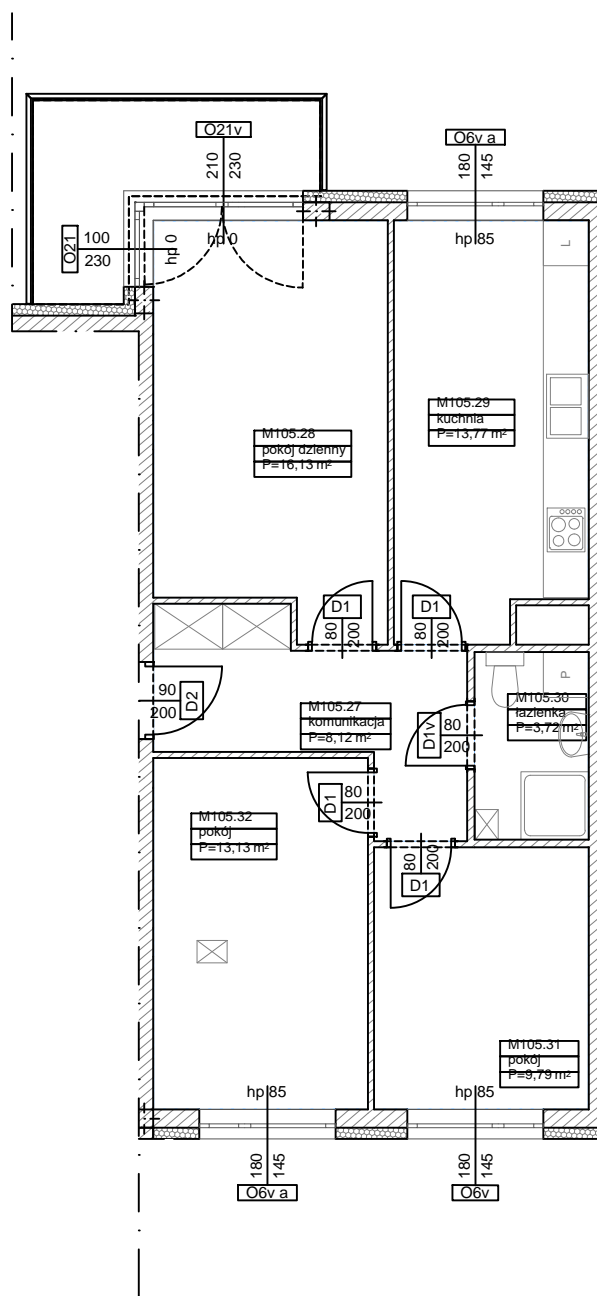 O21v
210
230
O6v a
180
145
O21
100
230
hp 0
hp 0
hp 85
L
M105.28
pokój dzienny
P=16,13 m²
M105.29
kuchnia
P=13,77 m²
D1
80
200
D1
80
200
90
200
D2
M105.27
komunikacja
P=8,12 m²
D1v
80
200
P
M105.30
łazienka
P=3,72 m²
D1
80
200
M105.32
pokój
P=13,13 m²
80
200
D1
M105.31
pokój
P=9,79 m²
hp 85
hp 85
180
145
O6v a
180
145
O6v